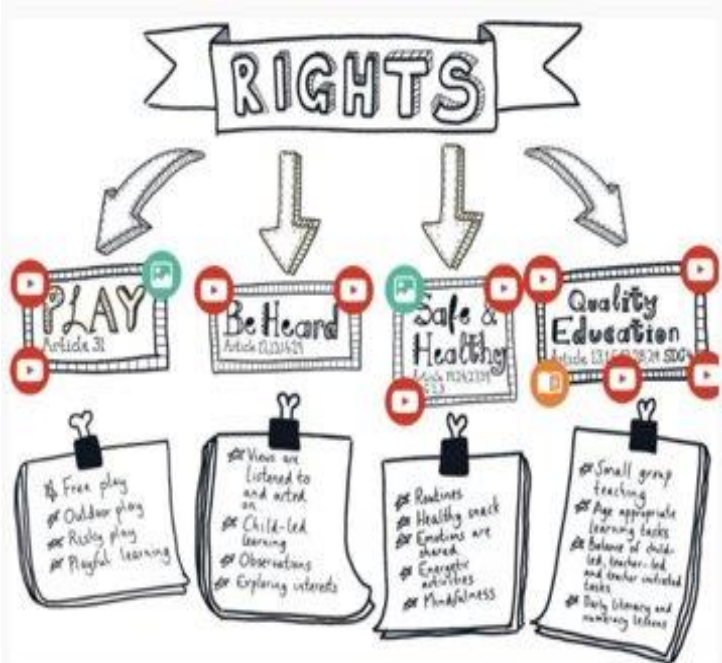 RIGHTS
PLAY
Article 31
Be Heard
Article
Safe &
Healthy
Quality
Education
Article
Free play
Outdoor play
Risky play
Playful learning
Views are
listened to
and acted
on
Child-led
learning
Observations
Exploring interests
Routines
Healthy snack
Emotions are
shared
Energetic
activities
Mindfulness
Small group
teaching
Age appropriate
learning tasks
Balance of child-
led, teacher-led
and teacher initiated
tasks
Daily literacy and
numeracy lessons